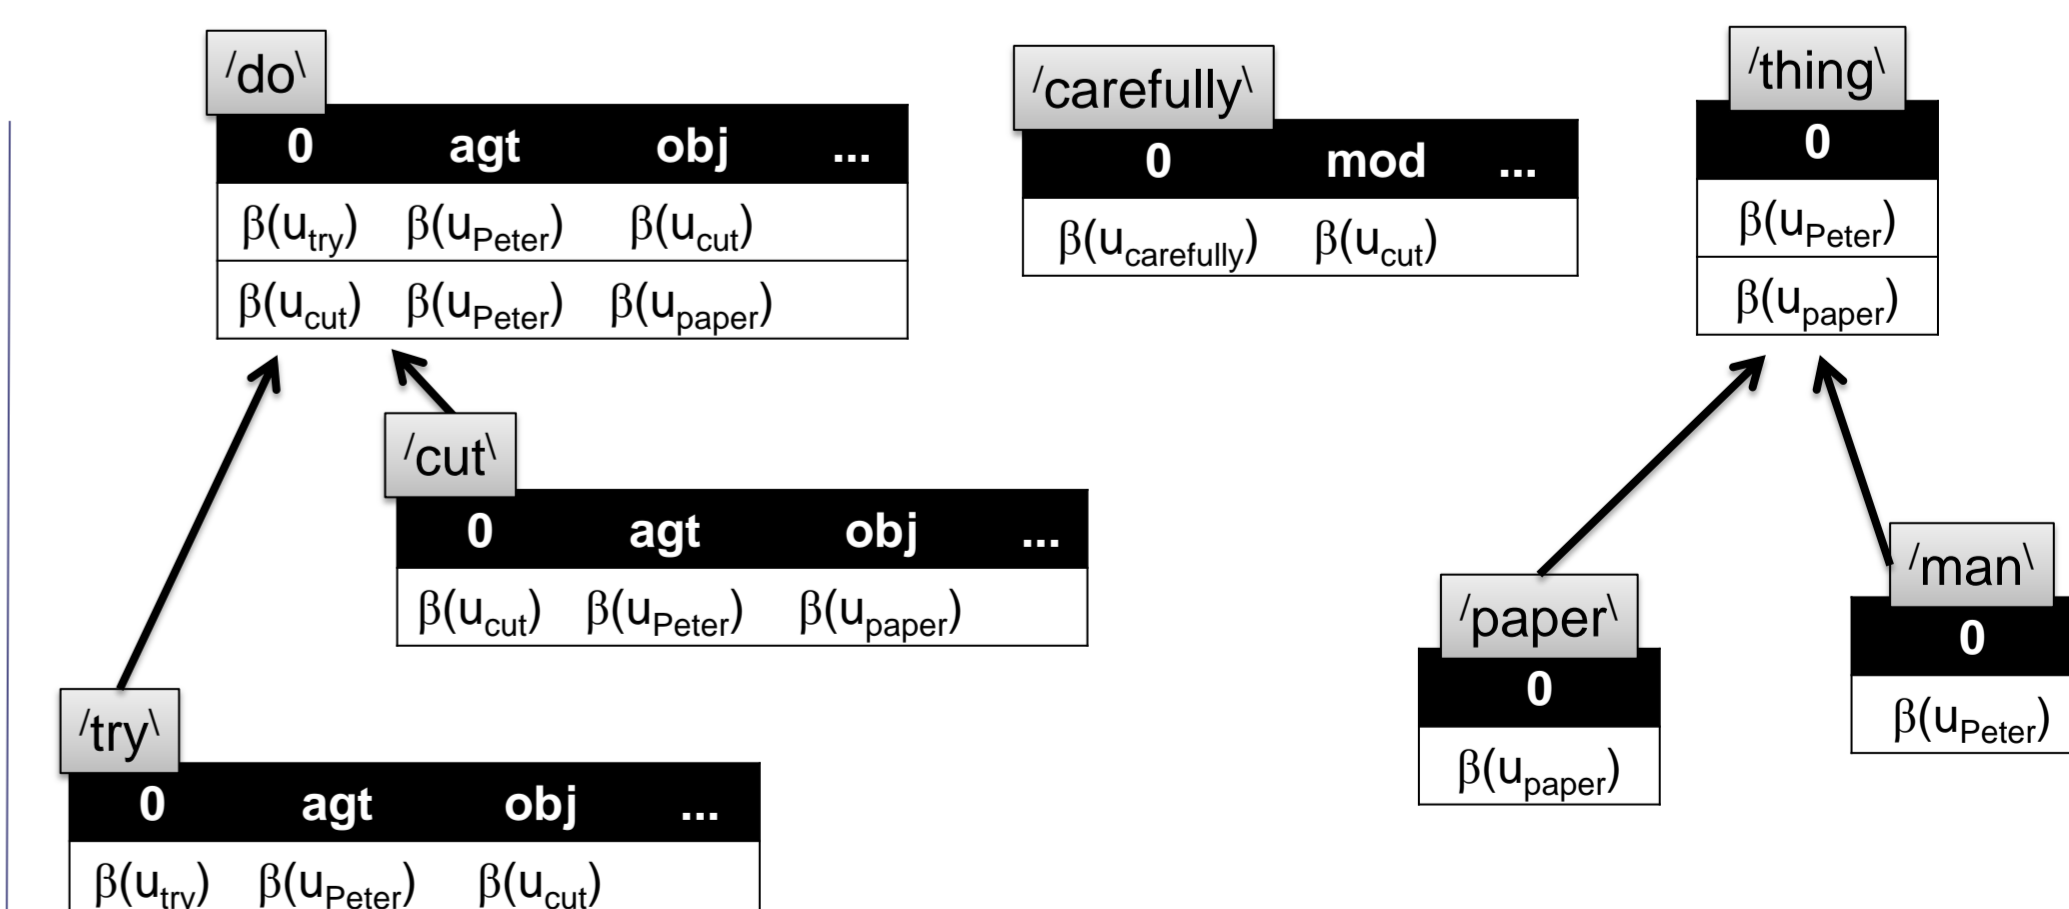 /do\
0 agt obj ...
β(u_try) β(u_Peter) β(u_cut)
β(u_cut) β(u_Peter) β(u_paper)
/carefully\
0 mod ...
β(u_carefully) β(u_cut)
/thing\
0
β(u_Peter)
β(u_paper)
/cut\
0 agt obj ...
β(u_cut) β(u_Peter) β(u_paper)
/paper\
0
β(u_paper)
/man\
0
β(u_Peter)
/try\
0 agt obj ...
β(u_try) β(u_Peter) β(u_cut)